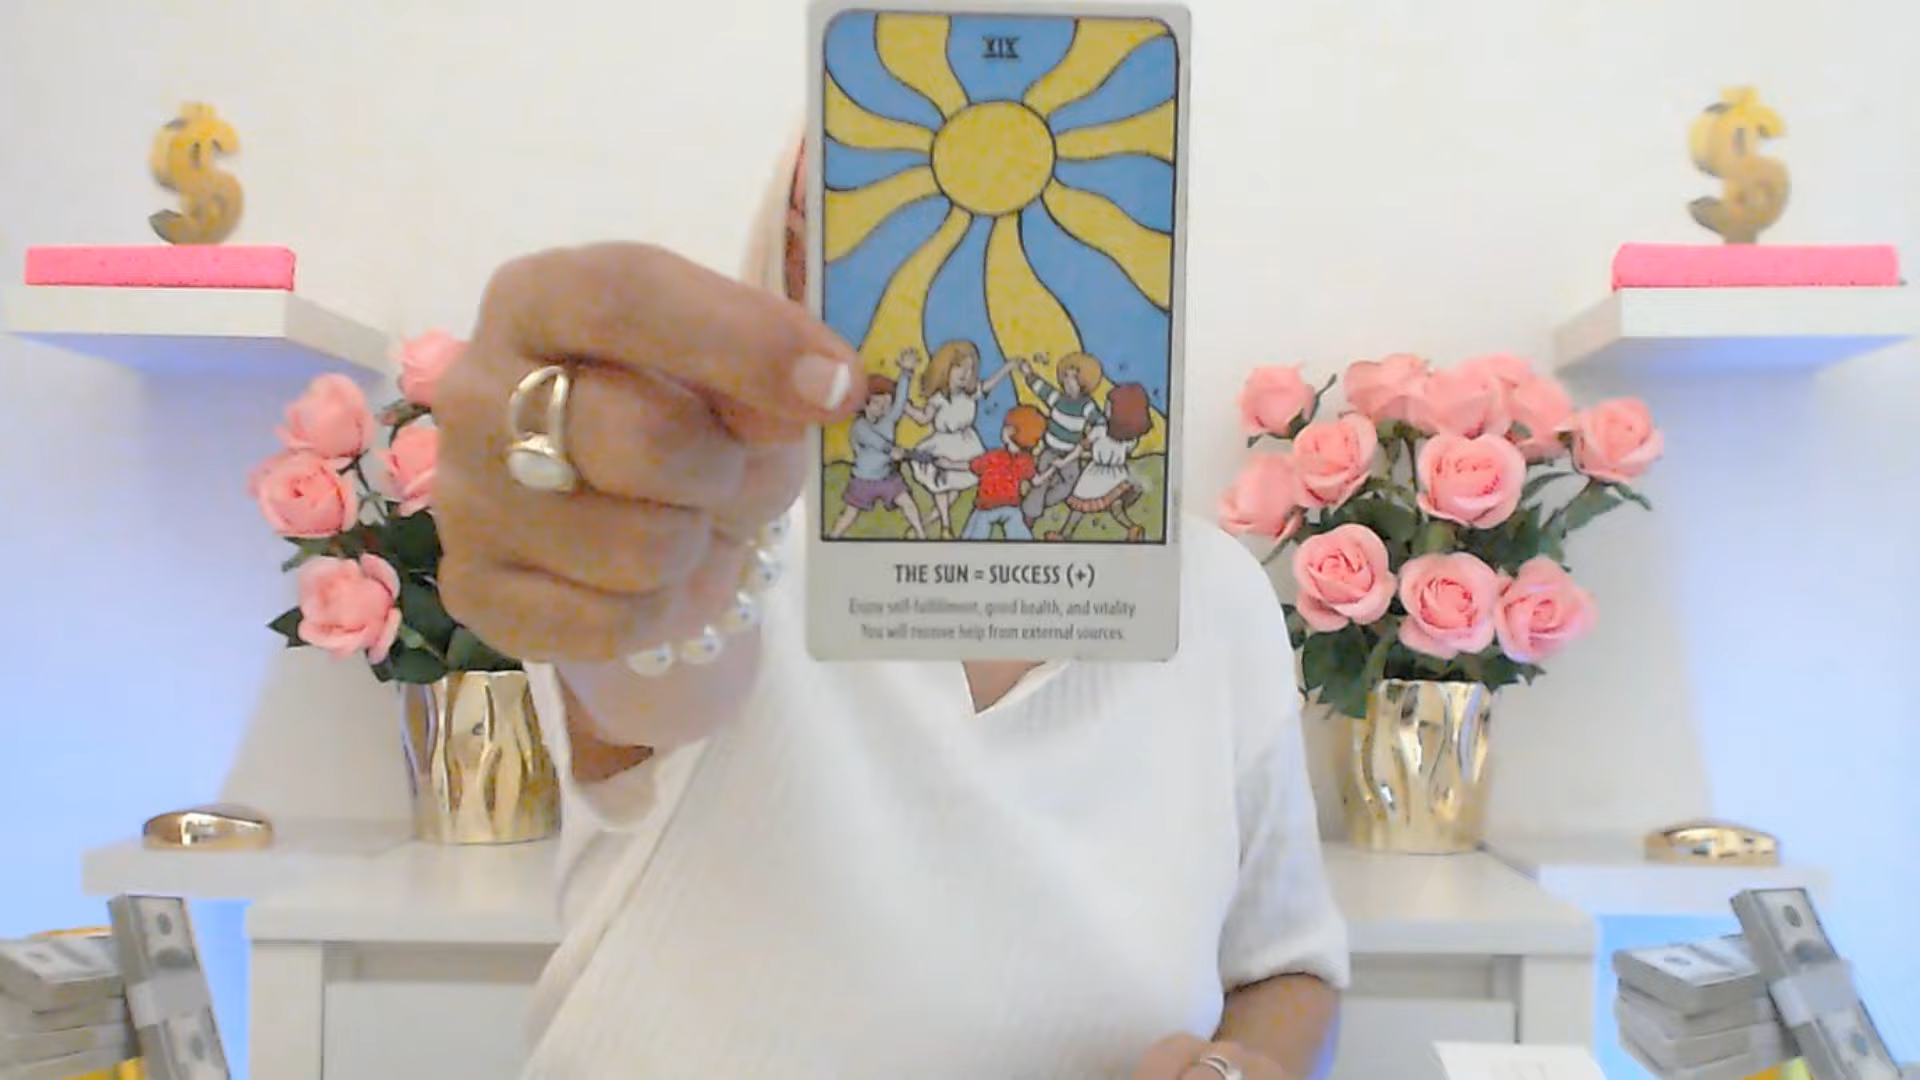 $
$
XIX
THE SUN = SUCCESS (+)
Enjoy self-fulfillment, good health, and vitality
You will receive help from external sources.